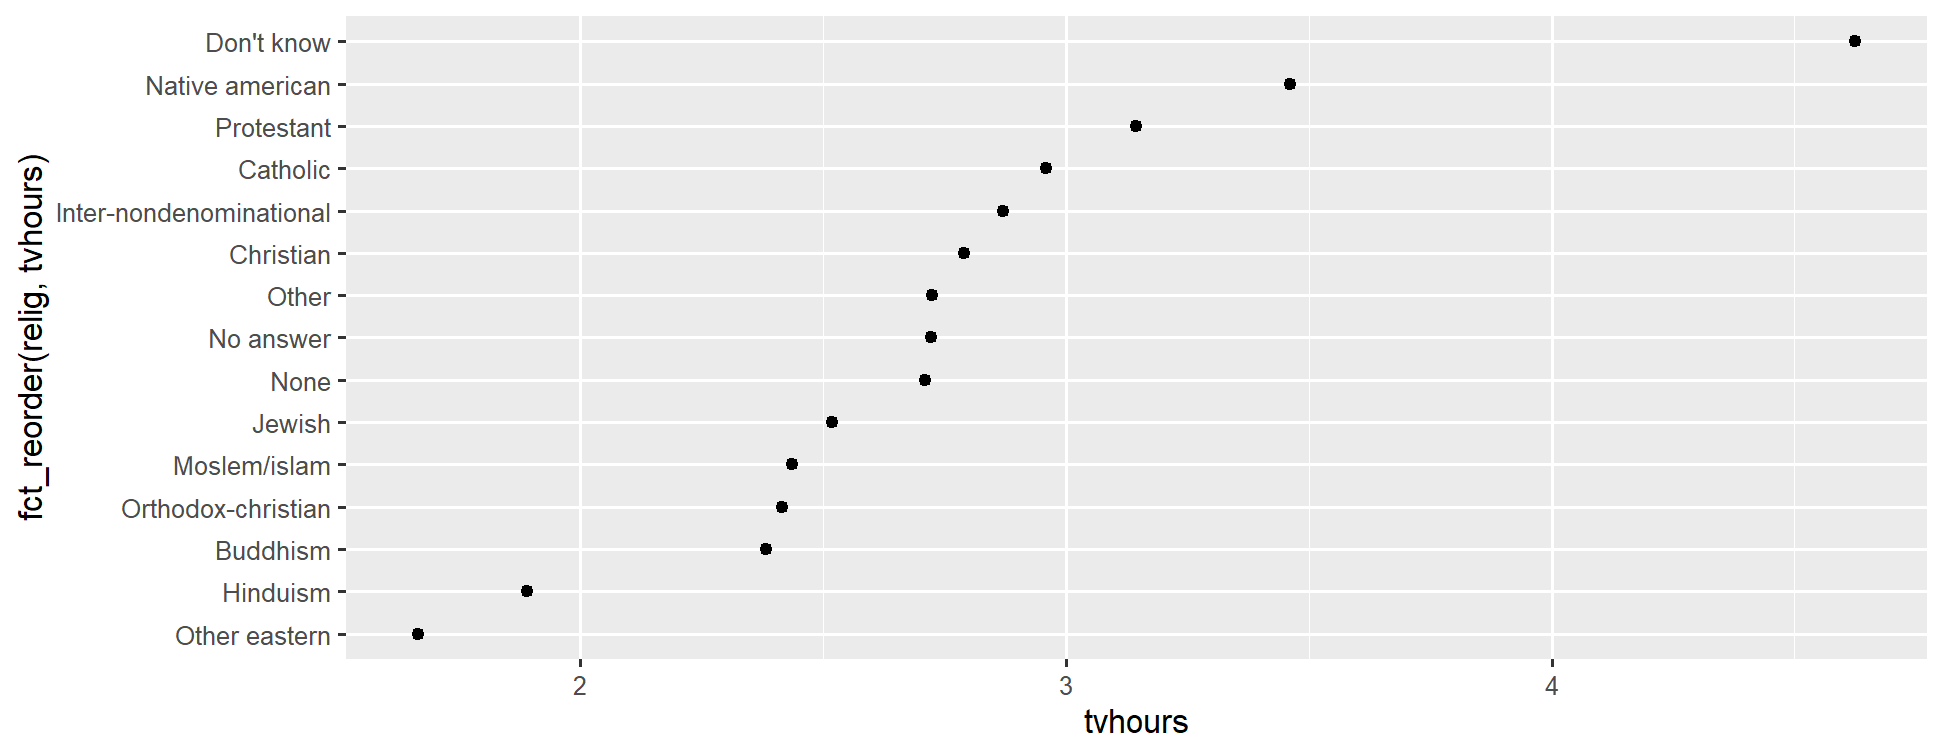 fct_reorder(relig, tvhours)
Don't know
Native american
Protestant
Catholic
Inter-nondenominational
Christian
Other
No answer
None
Jewish
Moslem/islam
Orthodox-christian
Buddhism
Hinduism
Other eastern
2 3 4
tvhours